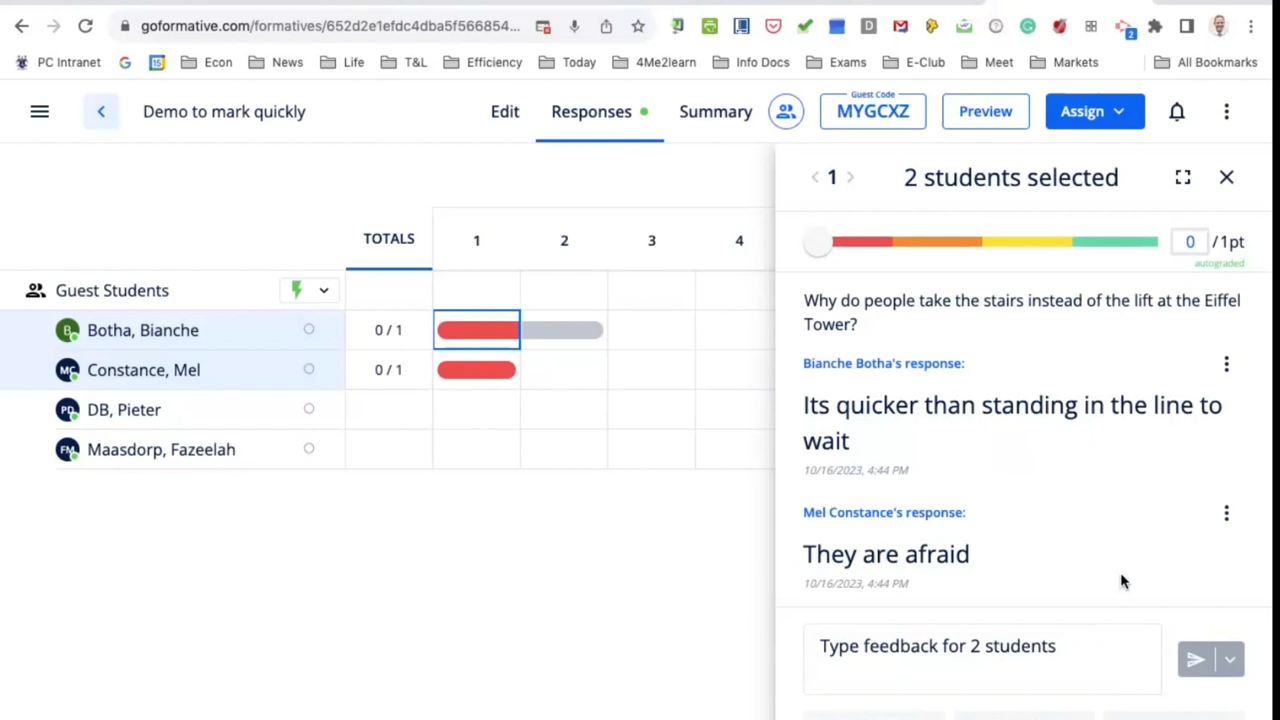 goformative.com/formatives/652d2e1efdc4dba5f566854...
2
PC Intranet
G
15
Econ
News
Life
T&L
Efficiency
Today
4Me2learn
Info Docs
Exams
E-Club
Meet
Markets
All Bookmarks
Demo to mark quickly
Edit
Responses
Summary
Guest Code
MYGCXZ
Preview
Assign
1
2 students selected
TOTALS
1
2
3
4
0
/1pt
autograded
Guest Students
B
Botha, Bianche
0 / 1
MC
Constance, Mel
0 / 1
PD
DB, Pieter
FM
Maasdorp, Fazeelah
Why do people take the stairs instead of the lift at the Eiffel
Tower?
Bianche Botha's response:
Its quicker than standing in the line to
wait
10/16/2023, 4:44 PM
Mel Constance's response:
They are afraid
10/16/2023, 4:44 PM
Type feedback for 2 students